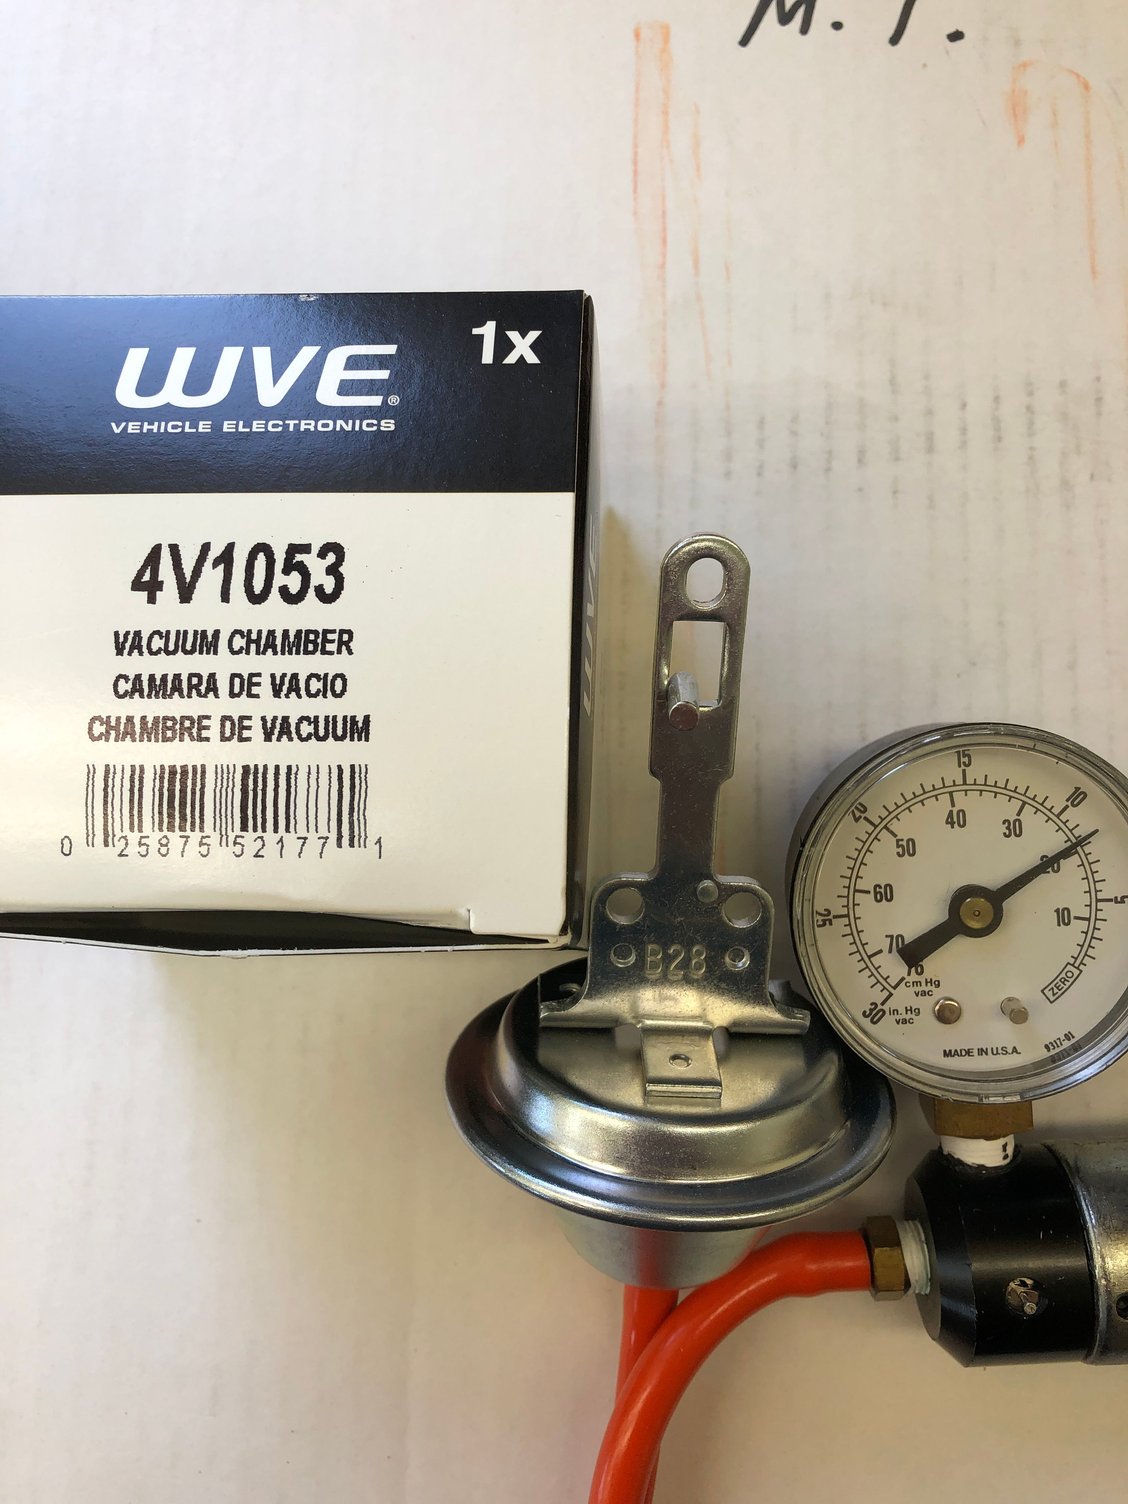 M. T.
WVE®
VEHICLE ELECTRONICS
1x
4V1053
VACUUM CHAMBER
CAMARA DE VACIO
CHAMBRE DE VACUUM
0 25875 52177 1
WVE
B28
15
20
10
40
30
50
20
60
25
5
10
70
76
cm Hg
vac
ZERO
30
in. Hg
vac
MADE IN U.S.A.
9317-01